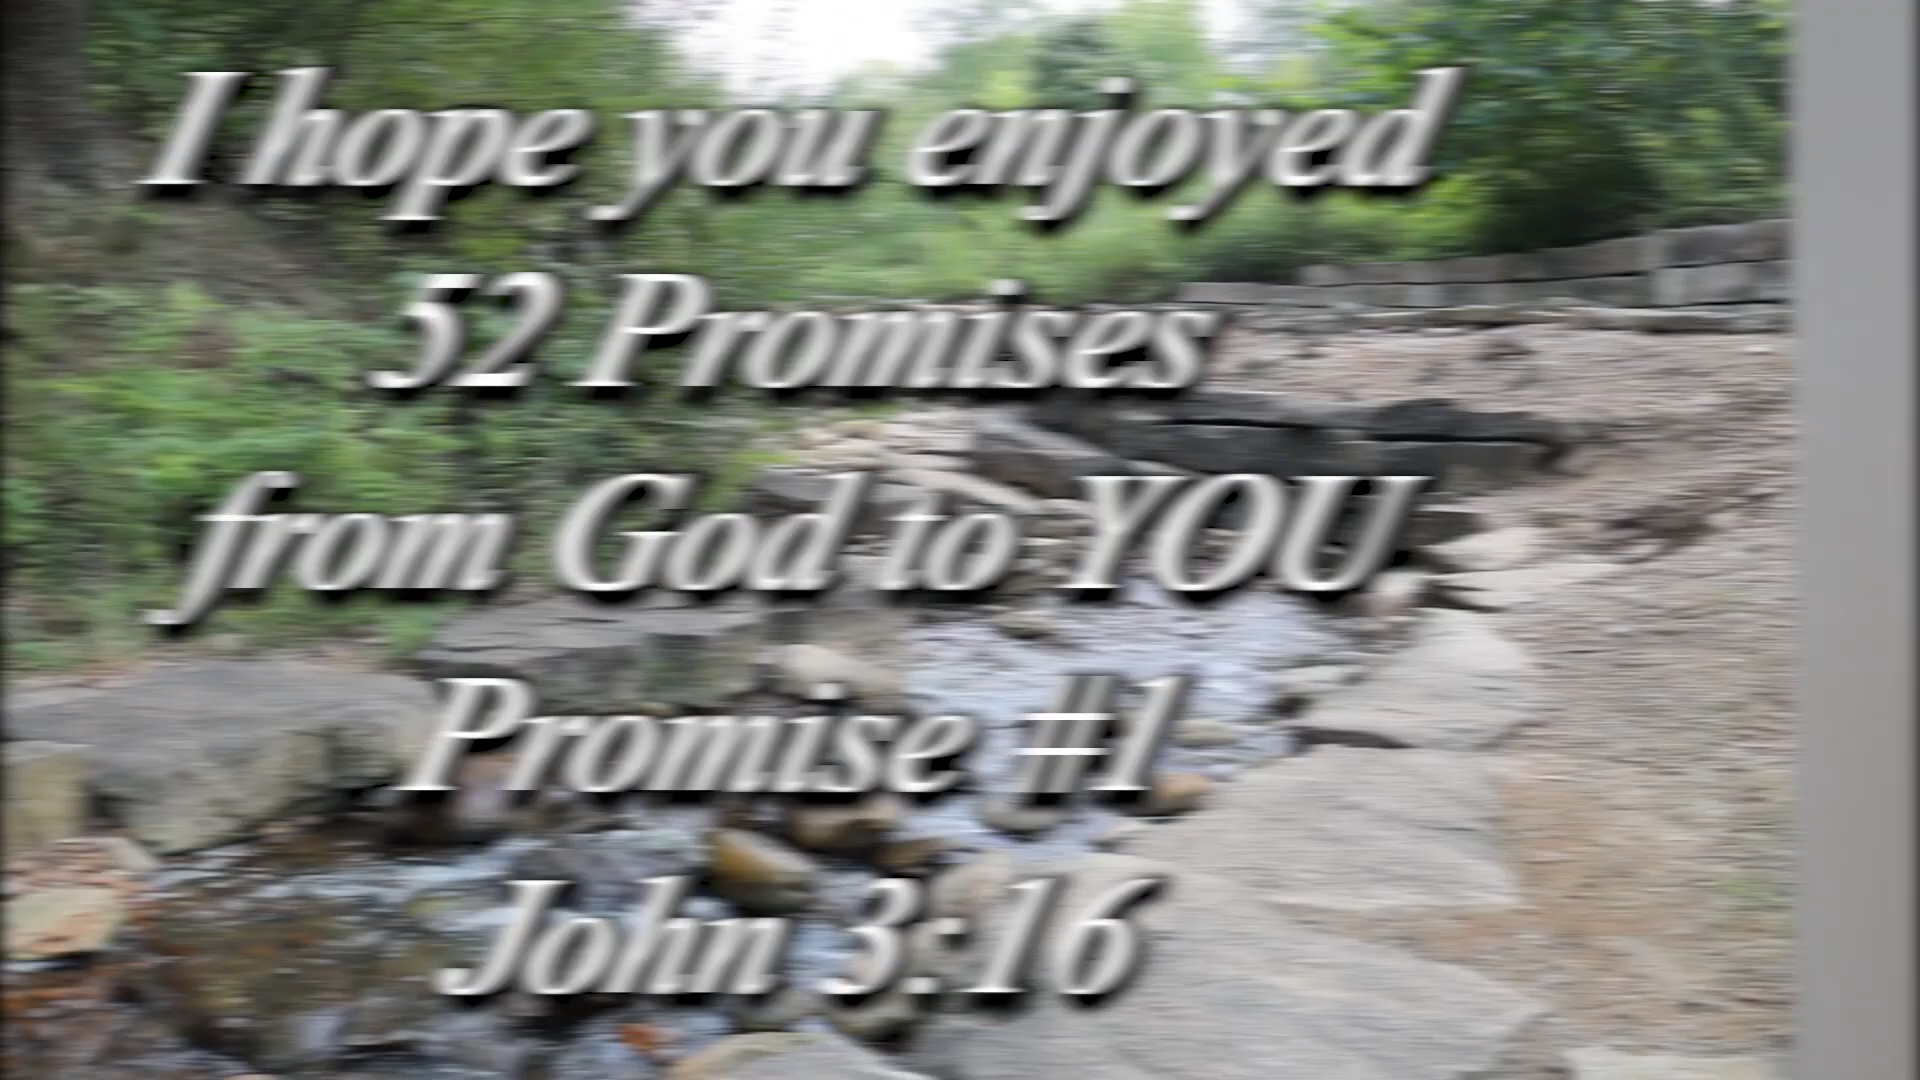 I hope you enjoyed
52 Promises
from God to YOU
Promise #1
John 3:16